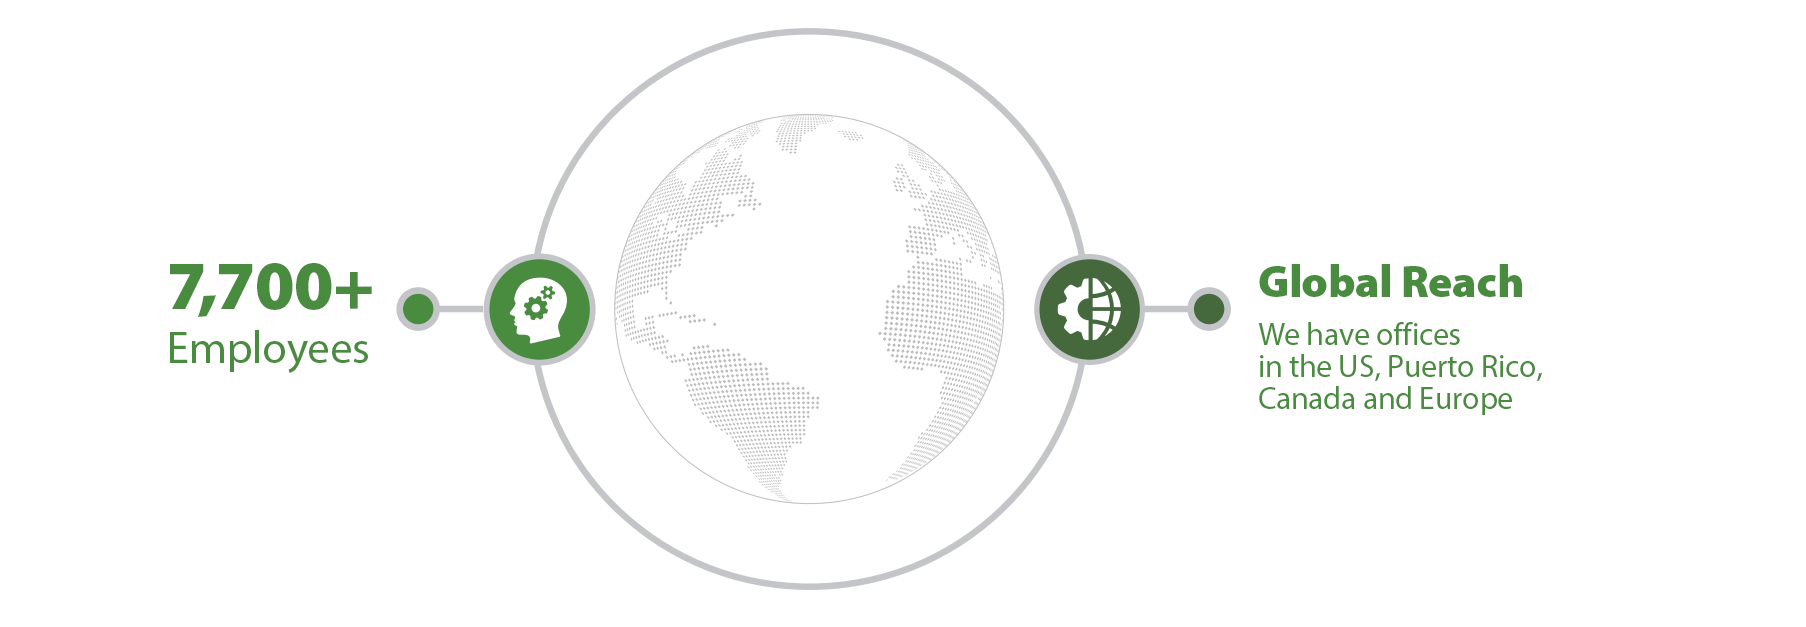 7,700+
Employees
Global Reach
We have offices
in the US, Puerto Rico,
Canada and Europe